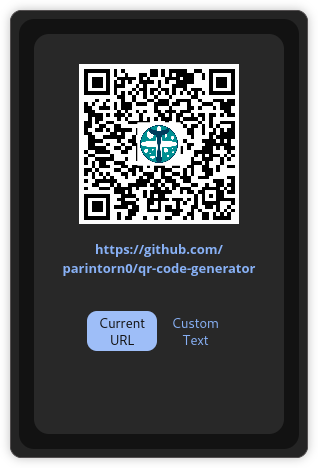 https://github.com/
parintorn0/qr-code-generator
Current
URL
Custom
Text